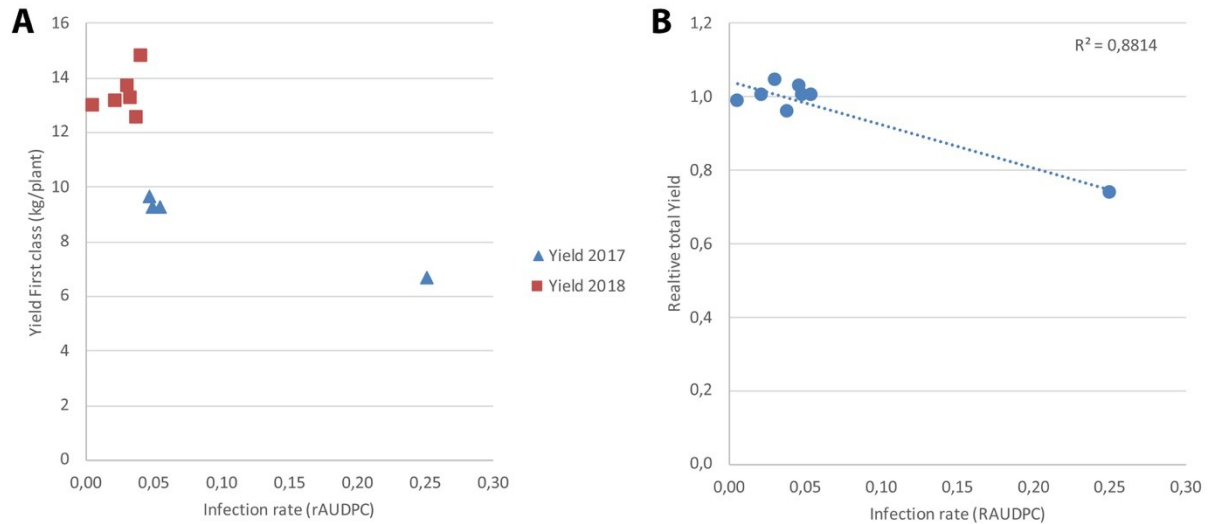 A
16
14
12
10
8
6
4
2
0
0,00 0,05 0,10 0,15 0,20 0,25 0,30
Yield First class (kg/plant)
Infection rate (rAUDPC)
Yield 2017
Yield 2018
B
R² = 0,8814
1,2
1,0
0,8
0,6
0,4
0,2
0,0
0,00 0,05 0,10 0,15 0,20 0,25 0,30
Realtive total Yield
Infection rate (RAUDPC)